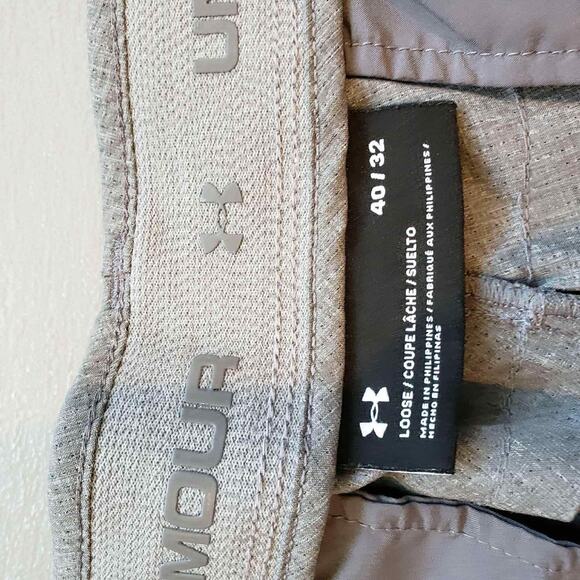 UN
MOUR
40 / 32
LOOSE / COUPE LÂCHE / SUELTO
MADE IN PHILIPPINES / FABRIQUÉ AUX PHILIPPINES /
HECHO EN FILIPINAS